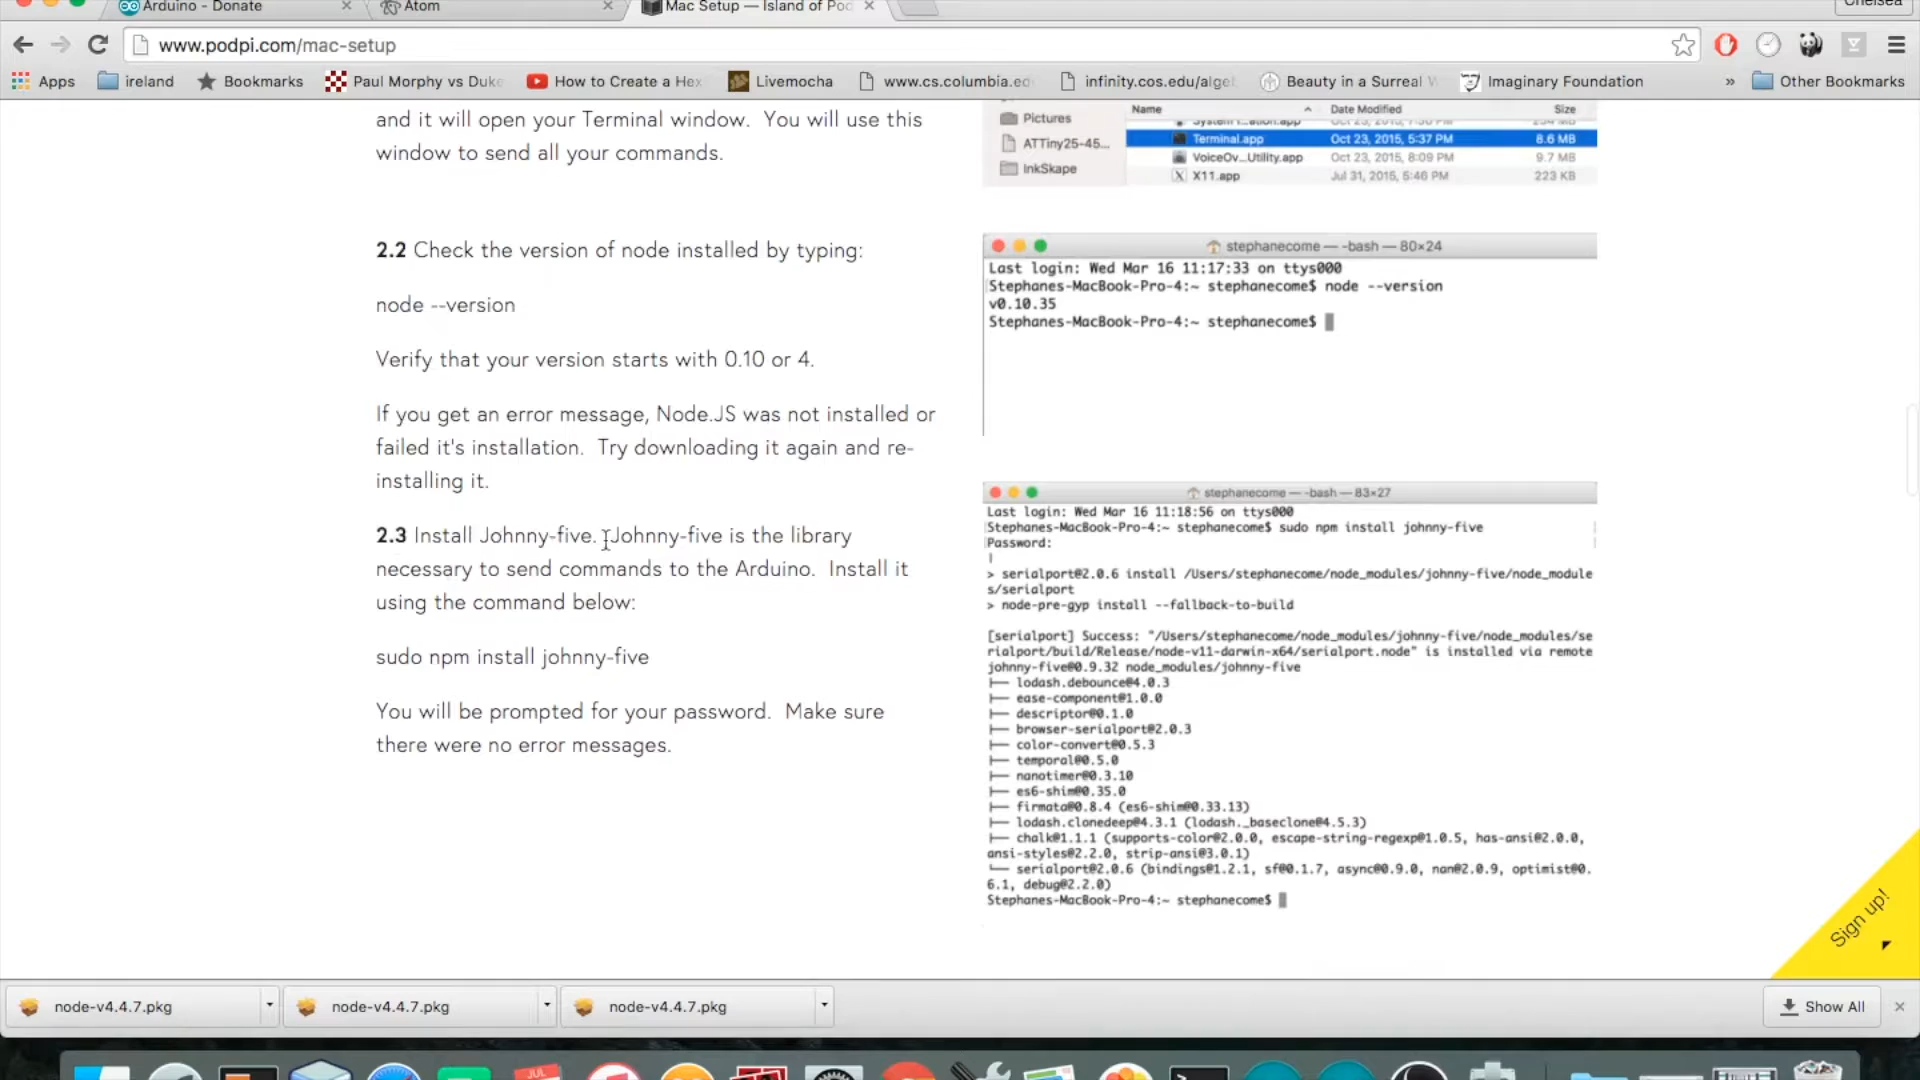 Arduino - Donate
Atom
Mac Setup — Island of Pod
Chelsea
www.podpi.com/mac-setup
Apps
ireland
Bookmarks
Paul Morphy vs Duke
How to Create a Hex
Livemocha
www.cs.columbia.ed
infinity.cos.edu/alge
Beauty in a Surreal W
Imaginary Foundation
»
Other Bookmarks
and it will open your Terminal window. You will use this
window to send all your commands.
2.2 Check the version of node installed by typing:
node --version
Verify that your version starts with 0.10 or 4.
If you get an error message, Node.JS was not installed or
failed it's installation. Try downloading it again and re-
installing it.
2.3 Install Johnny-five. Johnny-five is the library
necessary to send commands to the Arduino. Install it
using the command below:
sudo npm install johnny-five
You will be prompted for your password. Make sure
there were no error messages.
Name Date Modified Size
Pictures
ATTiny25-45...
InkSkape
Terminal.app Oct 23, 2015, 5:37 PM 8.6 MB
VoiceOv...Utility.app Oct 23, 2015, 8:09 PM 9.7 MB
X11.app Jul 31, 2015, 5:46 PM 223 KB
stephanecome — -bash — 80×24
Last login: Wed Mar 16 11:17:33 on ttys000
Stephanes-MacBook-Pro-4:~ stephanecome$ node --version
v0.10.35
Stephanes-MacBook-Pro-4:~ stephanecome$
stephanecome — -bash — 83×27
Last login: Wed Mar 16 11:18:56 on ttys000
Stephanes-MacBook-Pro-4:~ stephanecome$ sudo npm install johnny-five
Password:
|
> serialport@2.0.6 install /Users/stephanecome/node_modules/johnny-five/node_module
s/serialport
> node-pre-gyp install --fallback-to-build
[serialport] Success: "/Users/stephanecome/node_modules/johnny-five/node_modules/se
rialport/build/Release/node-v11-darwin-x64/serialport.node" is installed via remote
johnny-five@0.9.32 node_modules/johnny-five
├── lodash.debounce@4.0.3
├── ease-component@1.0.0
├── descriptor@0.1.0
├── browser-serialport@2.0.3
├── color-convert@0.5.3
├── temporal@0.5.0
├── nanotimer@0.3.10
├── es6-shim@0.35.0
├── firmata@0.8.4 (es6-shim@0.33.13)
├── lodash.clonedeep@4.3.1 (lodash._baseclone@4.5.3)
├── chalk@1.1.1 (supports-color@2.0.0, escape-string-regexp@1.0.5, has-ansi@2.0.0,
ansi-styles@2.2.0, strip-ansi@3.0.1)
└── serialport@2.0.6 (bindings@1.2.1, sf@0.1.7, async@0.9.0, nan@2.0.9, optimist@0.
6.1, debug@2.2.0)
Stephanes-MacBook-Pro-4:~ stephanecome$
Sign up!
node-v4.4.7.pkg
node-v4.4.7.pkg
node-v4.4.7.pkg
Show All
JUL